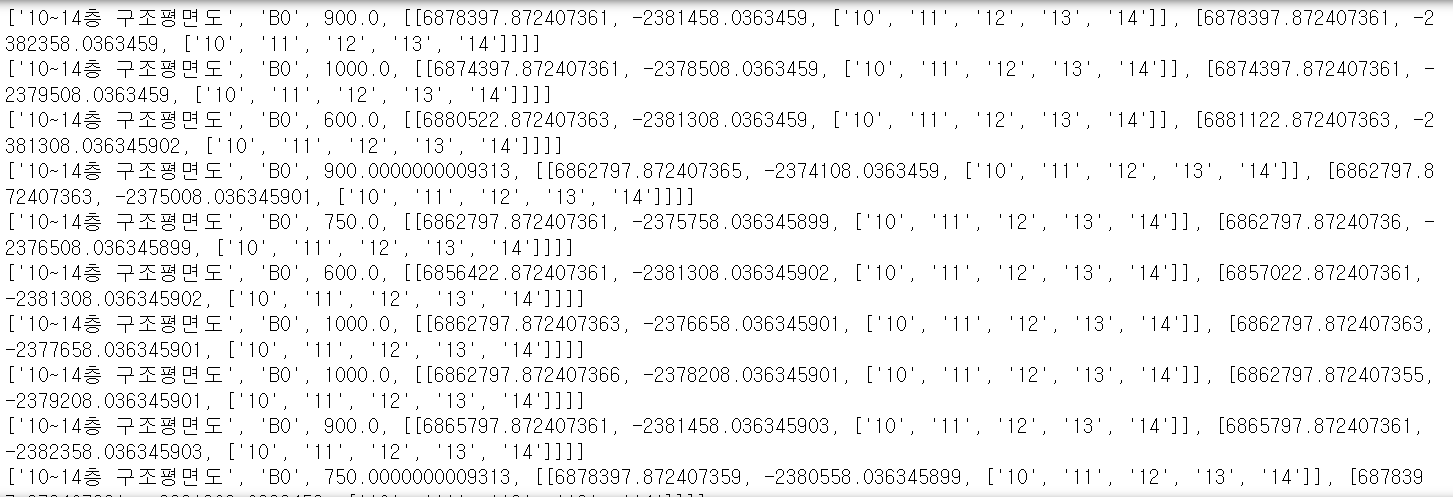 ['10~14층 구조평면도', 'B0', 900.0, [[6878397.872407361, -2381458.0363459, ['10', '11', '12', '13', '14']], [6878397.872407361, -2
382358.0363459, ['10', '11', '12', '13', '14']]]]
['10~14층 구조평면도', 'B0', 1000.0, [[6874397.872407361, -2378508.0363459, ['10', '11', '12', '13', '14']], [6874397.872407361, -
2379508.0363459, ['10', '11', '12', '13', '14']]]]
['10~14층 구조평면도', 'B0', 600.0, [[6880522.872407363, -2381308.0363459, ['10', '11', '12', '13', '14']], [6881122.872407363, -2
381308.036345902, ['10', '11', '12', '13', '14']]]]
['10~14층 구조평면도', 'B0', 900.0000000009313, [[6862797.872407365, -2374108.0363459, ['10', '11', '12', '13', '14']], [6862797.8
72407363, -2375008.036345901, ['10', '11', '12', '13', '14']]]]
['10~14층 구조평면도', 'B0', 750.0, [[6862797.872407361, -2375758.036345899, ['10', '11', '12', '13', '14']], [6862797.87240736, -
2376508.036345899, ['10', '11', '12', '13', '14']]]]
['10~14층 구조평면도', 'B0', 600.0, [[6856422.872407361, -2381308.036345902, ['10', '11', '12', '13', '14']], [6857022.872407361,
-2381308.036345902, ['10', '11', '12', '13', '14']]]]
['10~14층 구조평면도', 'B0', 1000.0, [[6862797.872407363, -2376658.036345901, ['10', '11', '12', '13', '14']], [6862797.872407363,
-2377658.036345901, ['10', '11', '12', '13', '14']]]]
['10~14층 구조평면도', 'B0', 1000.0, [[6862797.872407366, -2378208.036345901, ['10', '11', '12', '13', '14']], [6862797.872407355,
-2379208.036345901, ['10', '11', '12', '13', '14']]]]
['10~14층 구조평면도', 'B0', 900.0, [[6865797.872407361, -2381458.036345903, ['10', '11', '12', '13', '14']], [6865797.872407361,
-2382358.036345903, ['10', '11', '12', '13', '14']]]]
['10~14층 구조평면도', 'B0', 750.0000000009313, [[6878397.872407359, -2380558.036345899, ['10', '11', '12', '13', '14']], [687839